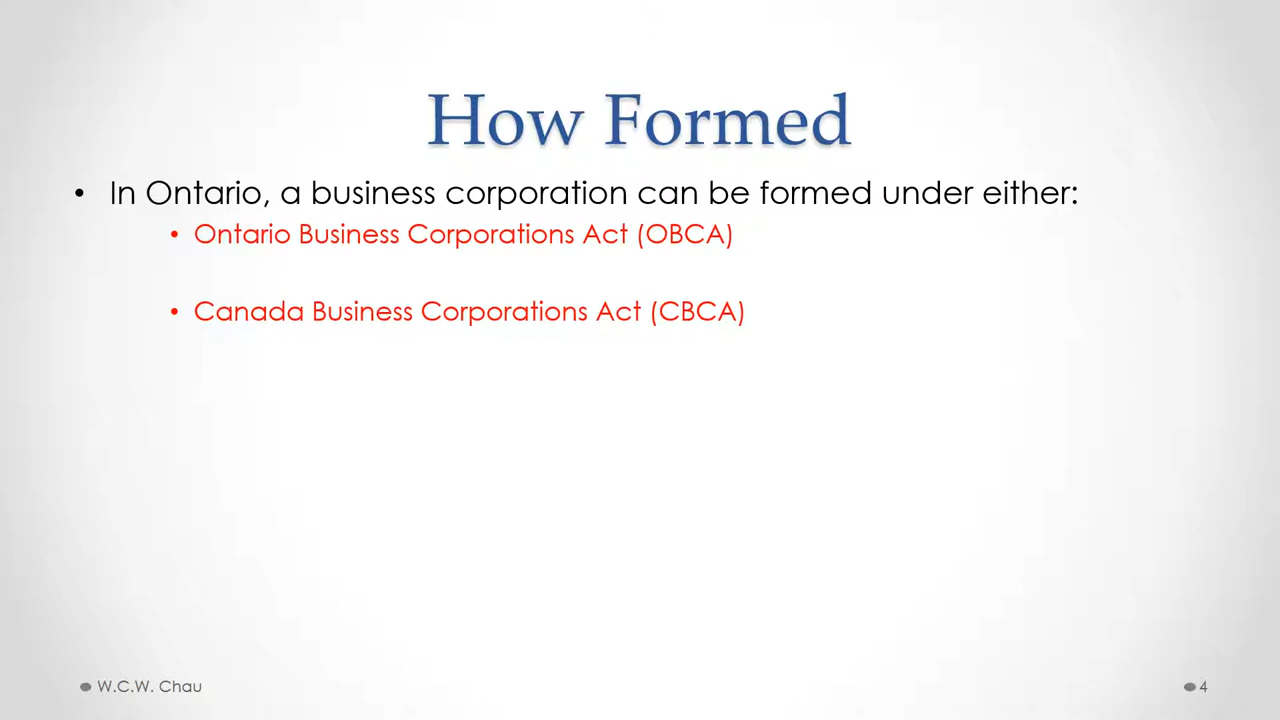 How Formed
• In Ontario, a business corporation can be formed under either:
• Ontario Business Corporations Act (OBCA)
• Canada Business Corporations Act (CBCA)
W.C.W. Chau
4